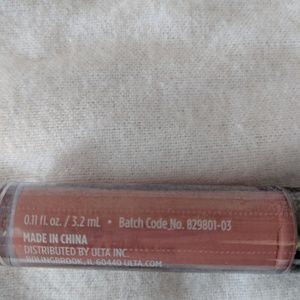 0.11 fl. oz. / 3.2 mL • Batch Code No. 829801-03
MADE IN CHINA
DISTRIBUTED BY ULTA INC.
BOLINGBROOK, IL 60440 ULTA.COM